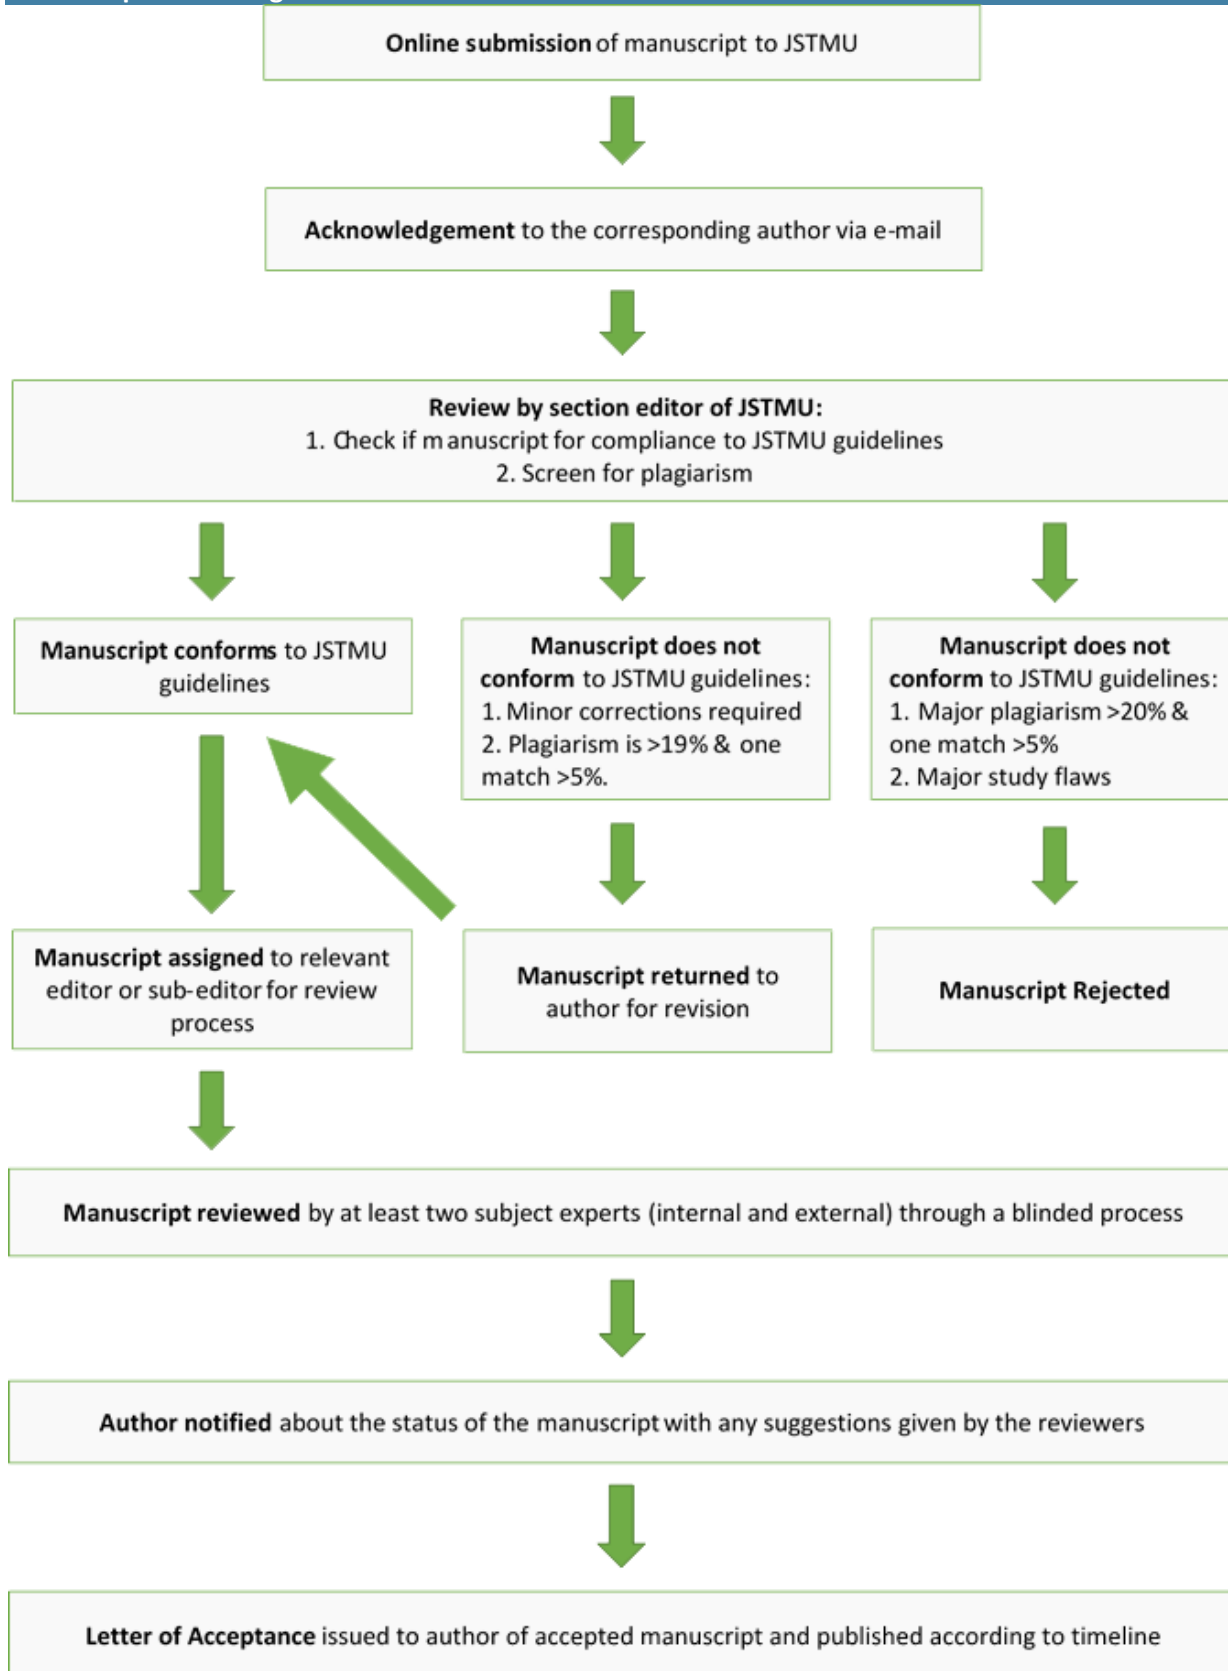 Online submission of manuscript to JSTMU
Acknowledgement to the corresponding author via e-mail
Review by section editor of JSTMU:
1. Check if manuscript for compliance to JSTMU guidelines
2. Screen for plagiarism
Manuscript conforms to JSTMU
guidelines
Manuscript does not
conform to JSTMU guidelines:
1. Minor corrections required
2. Plagiarism is >19% & one
match >5%.
Manuscript does not
conform to JSTMU guidelines:
1. Major plagiarism >20% &
one match >5%
2. Major study flaws
Manuscript assigned to relevant
editor or sub-editor for review
process
Manuscript returned to
author for revision
Manuscript Rejected
Manuscript reviewed by at least two subject experts (internal and external) through a blinded process
Author notified about the status of the manuscript with any suggestions given by the reviewers
Letter of Acceptance issued to author of accepted manuscript and published according to timeline